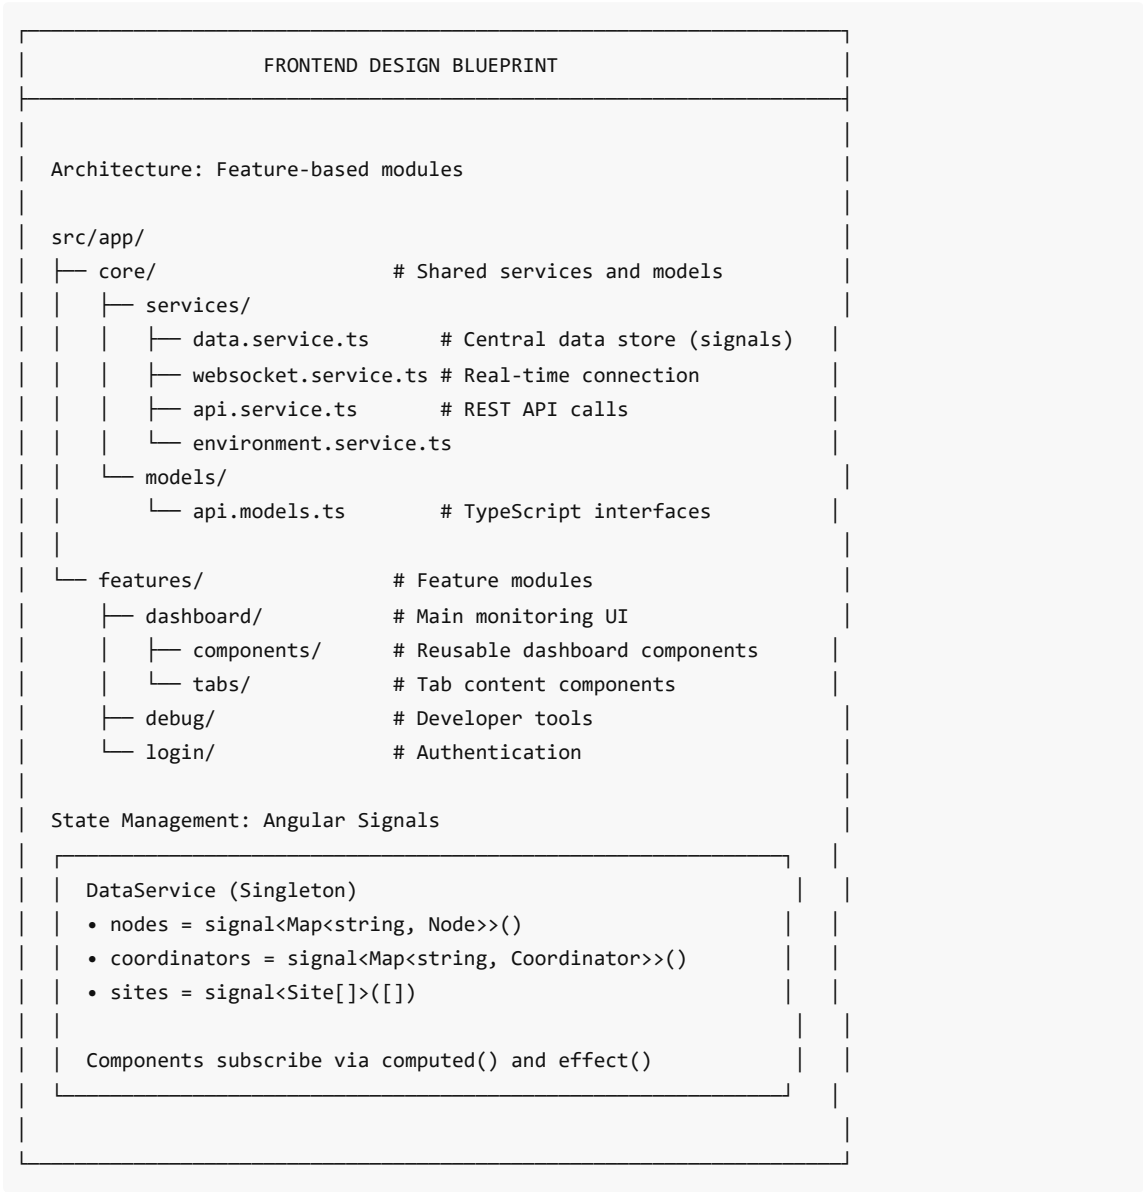 FRONTEND DESIGN BLUEPRINT
Architecture: Feature-based modules
src/app/
├── core/ # Shared services and models
│ ├── services/
│ │ ├── data.service.ts # Central data store (signals)
│ │ ├── websocket.service.ts # Real-time connection
│ │ ├── api.service.ts # REST API calls
│ │ └── environment.service.ts
│ └── models/
│ └── api.models.ts # TypeScript interfaces
│
└── features/ # Feature modules
├── dashboard/ # Main monitoring UI
│ ├── components/ # Reusable dashboard components
│ └── tabs/ # Tab content components
├── debug/ # Developer tools
└── login/ # Authentication
State Management: Angular Signals
DataService (Singleton)
• nodes = signal<Map<string, Node>>()
• coordinators = signal<Map<string, Coordinator>>()
• sites = signal<Site[]>([])
Components subscribe via computed() and effect()